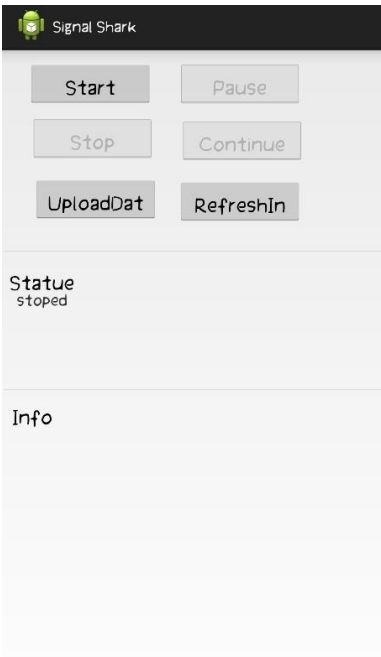 Signal Shark
Start Pause
Stop Continue
UploadDat RefreshIn
Statue
stoped
Info